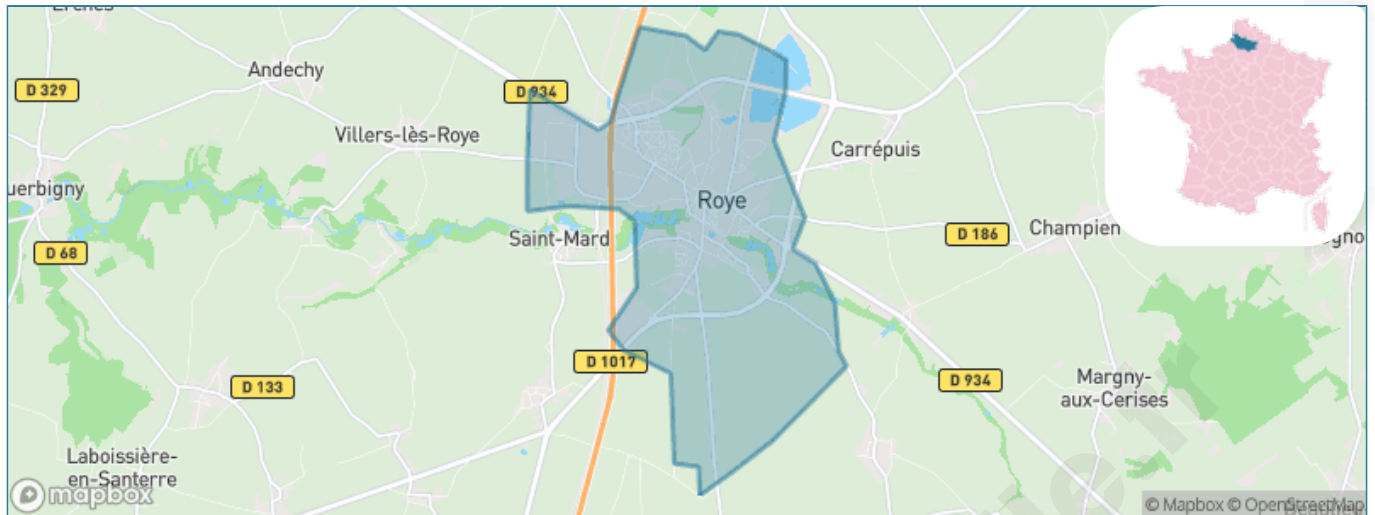 D 329
Andechy
D 934
Villers-lès-Roye
Carrépuis
uerbigny
Roye
Saint-Mard
D 186
Champien
D 68
D 1017
D 133
D 934
Margny-
aux-Cerises
Laboissière-
en-Santerre
mapbox
© Mapbox © OpenStreetMap